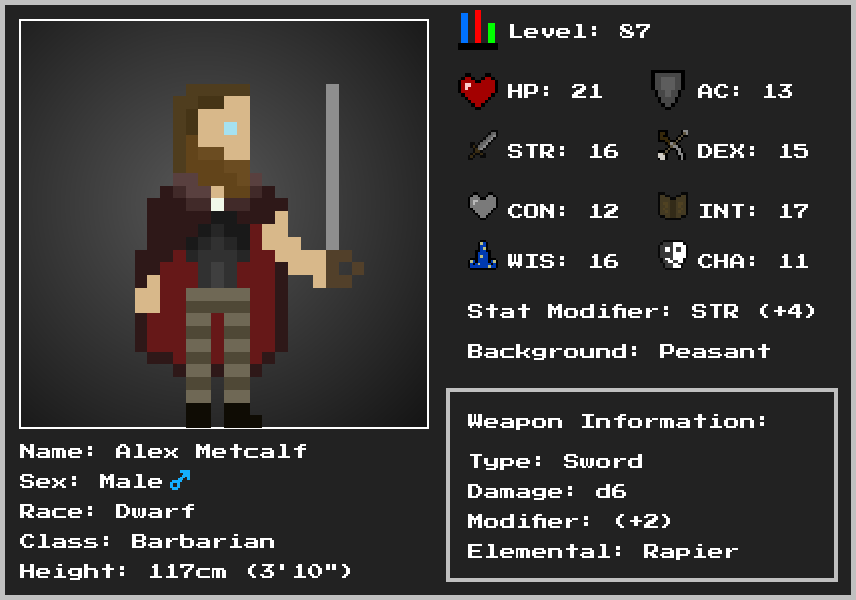 Level: 87
HP: 21 AC: 13
STR: 16 DEX: 15
CON: 12 INT: 17
WIS: 16 CHA: 11
Stat Modifier: STR (+4)
Background: Peasant
Weapon Information:
Type: Sword
Damage: d6
Modifier: (+2)
Elemental: Rapier
Name: Alex Metcalf
Sex: Male ♂
Race: Dwarf
Class: Barbarian
Height: 117cm (3'10")